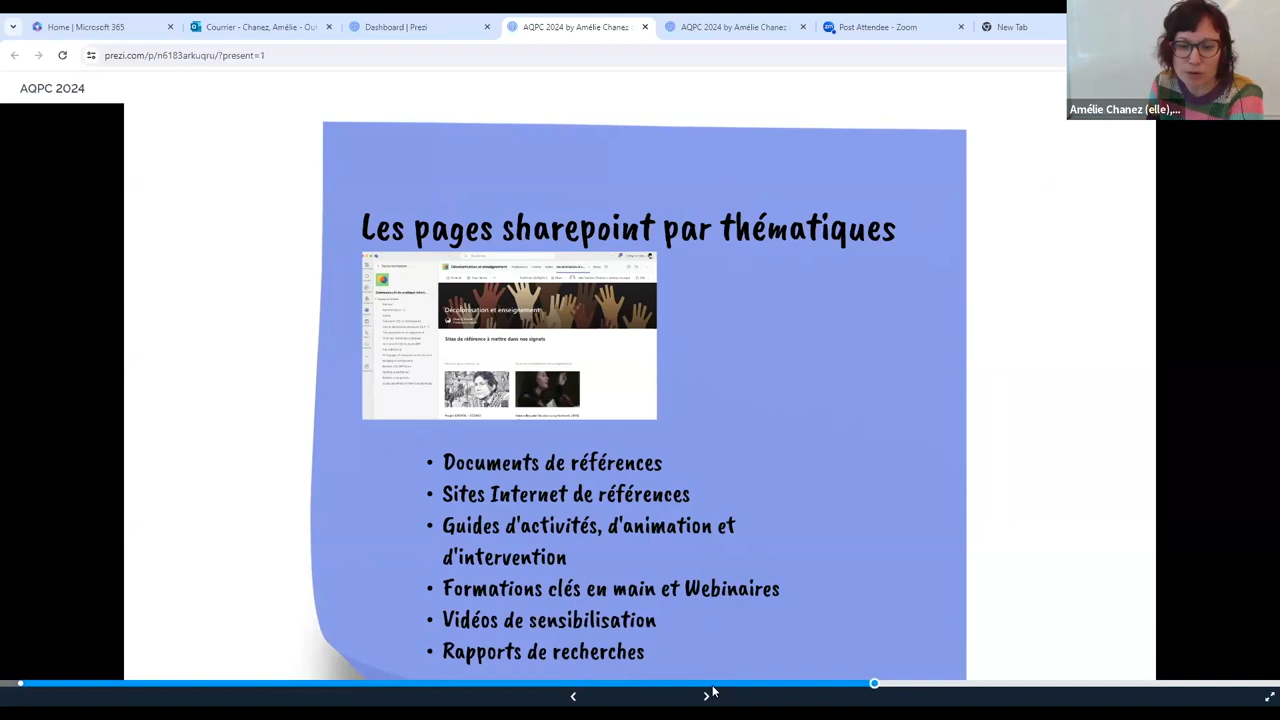 Home | Microsoft 365
Courrier - Chanez, Amélie - Out
Dashboard | Prezi
AQPC 2024 by Amélie Chanez
AQPC 2024 by Amélie Chanez
Post Attendee - Zoom
New Tab
prezi.com/p/n6183arkuqru/?present=1
Amélie Chanez (elle),...
AQPC 2024
Les pages sharepoint par thématiques
Décolonisation et enseignement
Décolonisation et enseignement
Sites de référence à mettre dans nos signets
• Documents de références
• Sites Internet de références
• Guides d'activités, d'animation et
d'intervention
• Formations clés en main et Webinaires
• Vidéos de sensibilisation
• Rapports de recherches